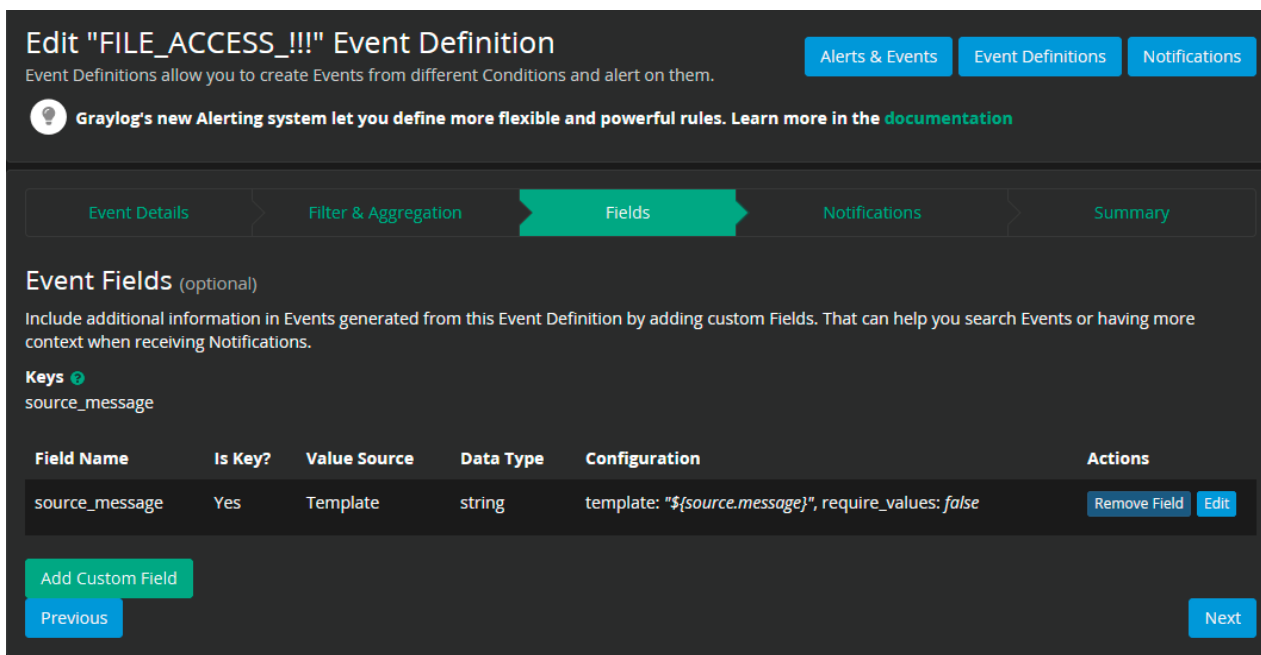 Edit "FILE_ACCESS_!!!" Event Definition
Alerts & Events Event Definitions Notifications
Event Definitions allow you to create Events from different Conditions and alert on them.
Graylog's new Alerting system let you define more flexible and powerful rules. Learn more in the documentation
Event Details Filter & Aggregation Fields Notifications Summary
Event Fields (optional)
Include additional information in Events generated from this Event Definition by adding custom Fields. That can help you search Events or having more
context when receiving Notifications.
Keys ?
source_message
Field Name Is Key? Value Source Data Type Configuration Actions
source_message Yes Template string template: "${source.message}", require_values: false Remove Field Edit
Add Custom Field
Previous Next